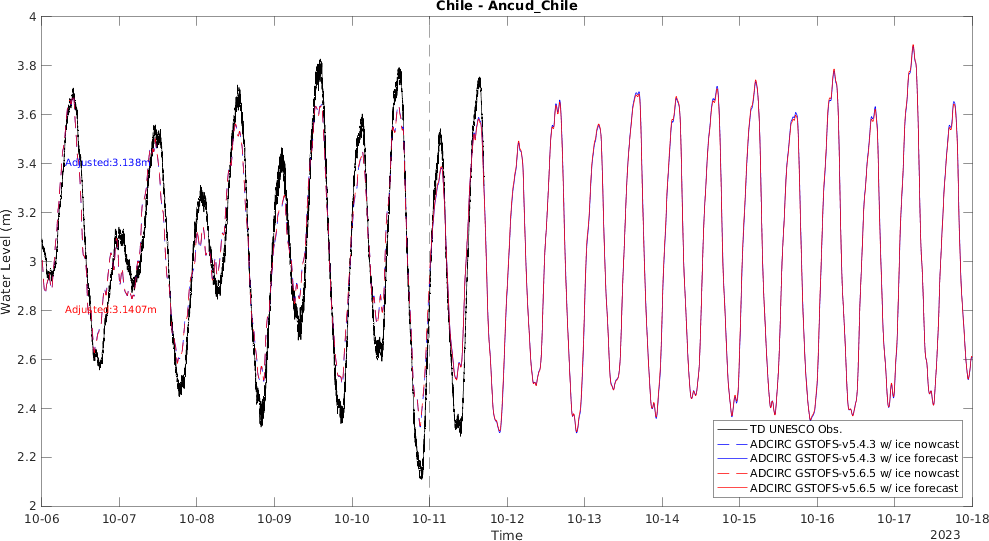 Chile - Ancud_Chile
4
3.8
3.6
3.4
3.2
3
2.8
2.6
2.4
2.2
2
Water Level (m)
Adjusted:3.138m
Adjusted:3.1407m
TD UNESCO Obs.
ADCIRC GSTOFS-v5.4.3 w/ ice nowcast
ADCIRC GSTOFS-v5.4.3 w/ ice forecast
ADCIRC GSTOFS-v5.6.5 w/ ice nowcast
ADCIRC GSTOFS-v5.6.5 w/ ice forecast
10-06 10-07 10-08 10-09 10-10 10-11 10-12 10-13 10-14 10-15 10-16 10-17 10-18
Time
2023